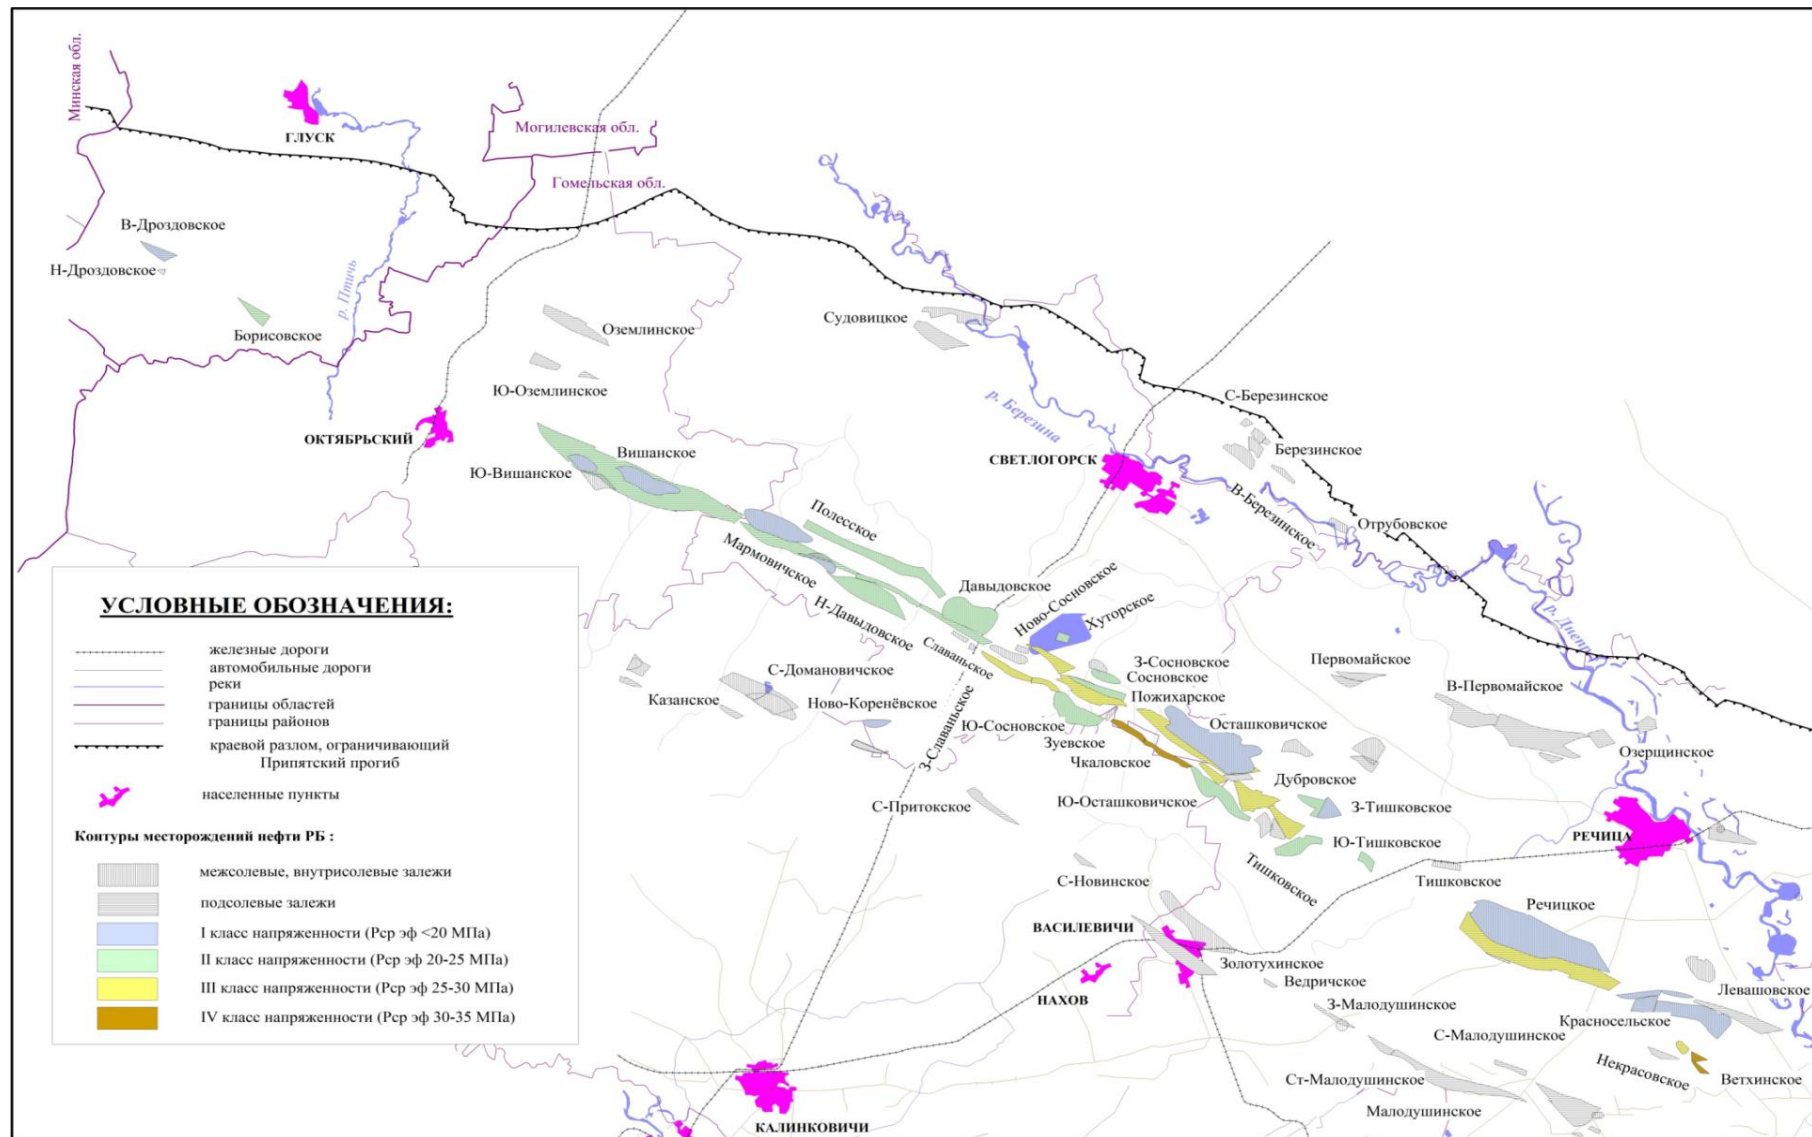 Минская обл.
ГЛУСК
Могилевская обл.
Гомельская обл.
В-Дроздовское
Н-Дроздовское
р. Птичь
Борисовское
Оземлинское
Судовицкое
Ю-Оземлинское
р. Березина
С-Березинское
ОКТЯБРЬСКИЙ
Вишанское
Ю-Вишанское
СВЕТЛОГОРСК
Березинское
В-Березинское
Отрубовское
Полесское
Мармовичское
Давыдовское
Н-Давыдовское
Ново-Сосновское
Хуторское
р. Днепр
Славаньское
З-Славаньское
С-Домановичское
Казанское
Ново-Коренёвское
З-Сосновское
Сосновское
Пожихарское
Первомайское
В-Первомайское
Ю-Сосновское
Осташковичское
Зуевское
Чкаловское
Озерщинское
Дубровское
С-Притокское
Ю-Осташковичское
З-Тишковское
Ю-Тишковское
РЕЧИЦА
Тишковское
Тишковское
С-Новинское
Речицкое
ВАСИЛЕВИЧИ
Золотухинское
Ведричское
НАХОВ
З-Малодушинское
Левашовское
Красносельское
С-Малодушинское
Некрасовское
Ветхинское
Ст-Малодушинское
Малодушинское
КАЛИНКОВИЧИ
УСЛОВНЫЕ ОБОЗНАЧЕНИЯ:
железные дороги
автомобильные дороги
реки
границы областей
границы районов
краевой разлом, ограничивающий
Припятский прогиб
населенные пункты
Контуры месторождений нефти РБ :
межсолевые, внутрисолевые залежи
подсолевые залежи
I класс напряженности (Рср эф <20 МПа)
II класс напряженности (Рср эф 20-25 МПа)
III класс напряженности (Рср эф 25-30 МПа)
IV класс напряженности (Рср эф 30-35 МПа)